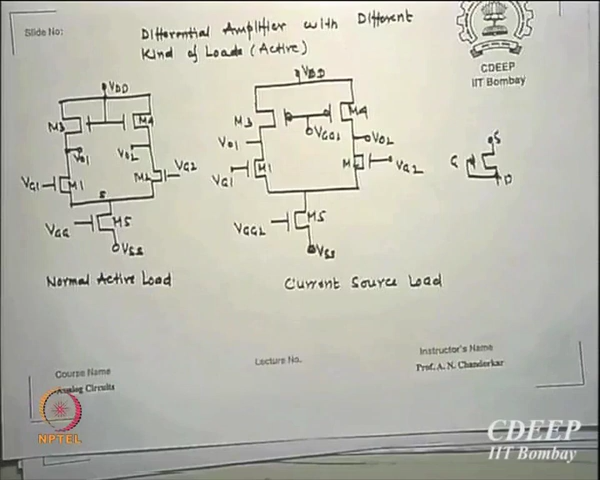 Slide No:
Differential Amplifier with Different
Kind of Loads (Active)
CDEEP
IIT Bombay
VDD
M3
M4
VO1
VO2
VG1
M1
M2
VG2
S
VGG
M5
VSS
Normal Active Load
VDD
M3
M4
VGG1
VO1
VO2
VG1
M1
M2
VG2
VGG2
M5
VSS
Current Source Load
S
G
D
Course Name
Analog Circuits
Lecture No.
Instructor's Name
Prof. A. N. Chandorkar
NPTEL
CDEEP
IIT Bombay